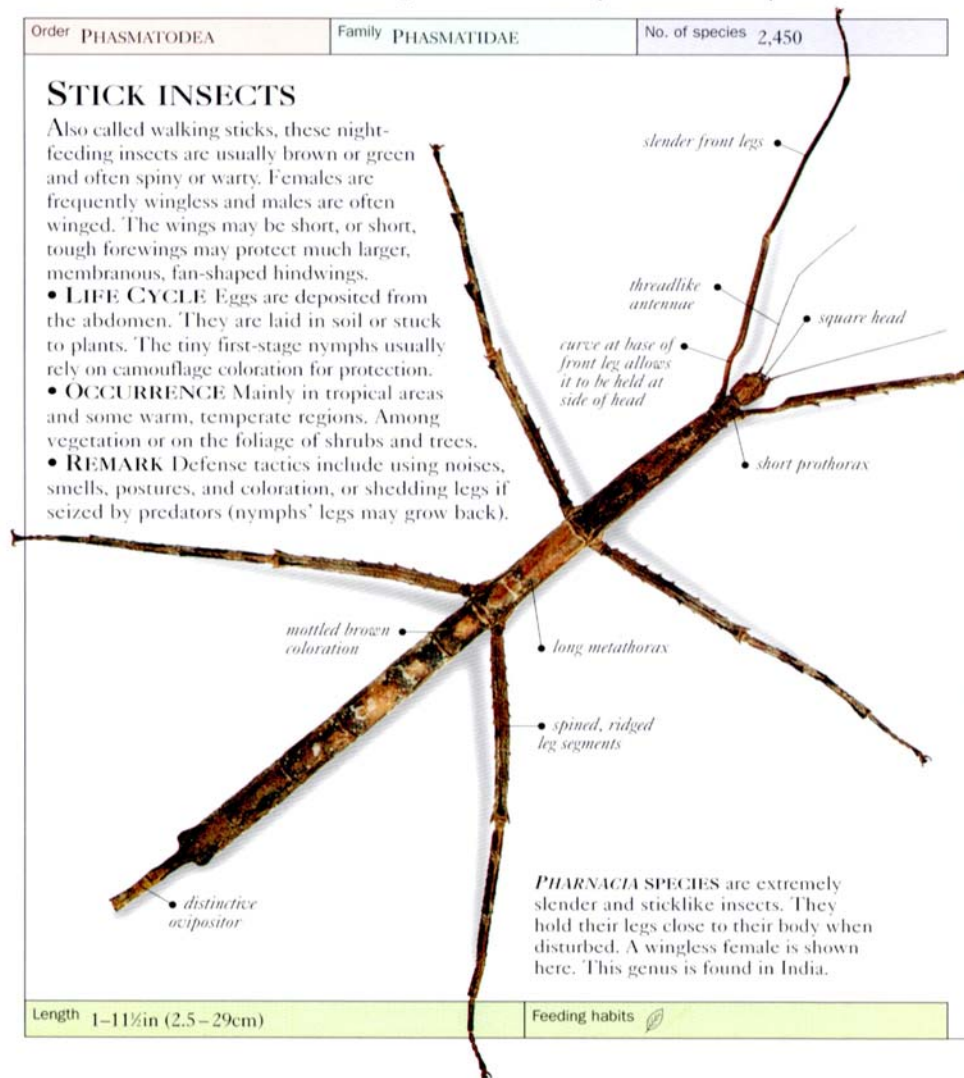 Order PHASMATODEA
Family PHASMATIDAE
No. of species 2,450
STICK INSECTS
Also called walking sticks, these night-
feeding insects are usually brown or green
and often spiny or warty. Females are
frequently wingless and males are often
winged. The wings may be short, or short,
tough forewings may protect much larger,
membranous, fan-shaped hindwings.
• LIFE CYCLE Eggs are deposited from
the abdomen. They are laid in soil or stuck
to plants. The tiny first-stage nymphs usually
rely on camouflage coloration for protection.
• OCCURRENCE Mainly in tropical areas
and some warm, temperate regions. Among
vegetation or on the foliage of shrubs and trees.
• REMARK Defense tactics include using noises,
smells, postures, and coloration, or shedding legs if
seized by predators (nymphs' legs may grow back).
slender front legs
threadlike
antennae
square head
curve at base of
front leg allows
it to be held at
side of head
short prothorax
mottled brown
coloration
long metathorax
spined, ridged
leg segments
distinctive
ovipositor
PHARNACIA SPECIES are extremely
slender and sticklike insects. They
hold their legs close to their body when
disturbed. A wingless female is shown
here. This genus is found in India.
Length 1–11½in (2.5–29cm)
Feeding habits